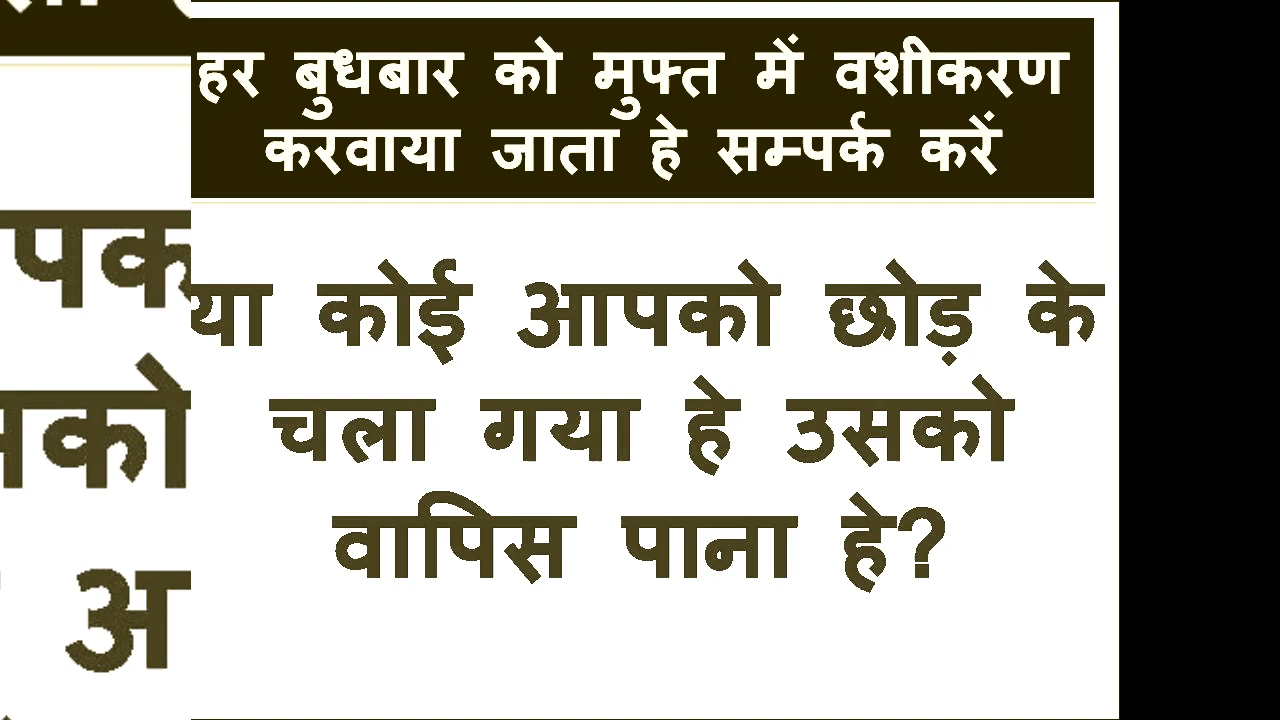 हर बुधबार को मुफ्त में वशीकरण
करवाया जाता हे सम्पर्क करें
कोई आपको छोड़ के
चला गया हे उसको
वापिस पाना हे?